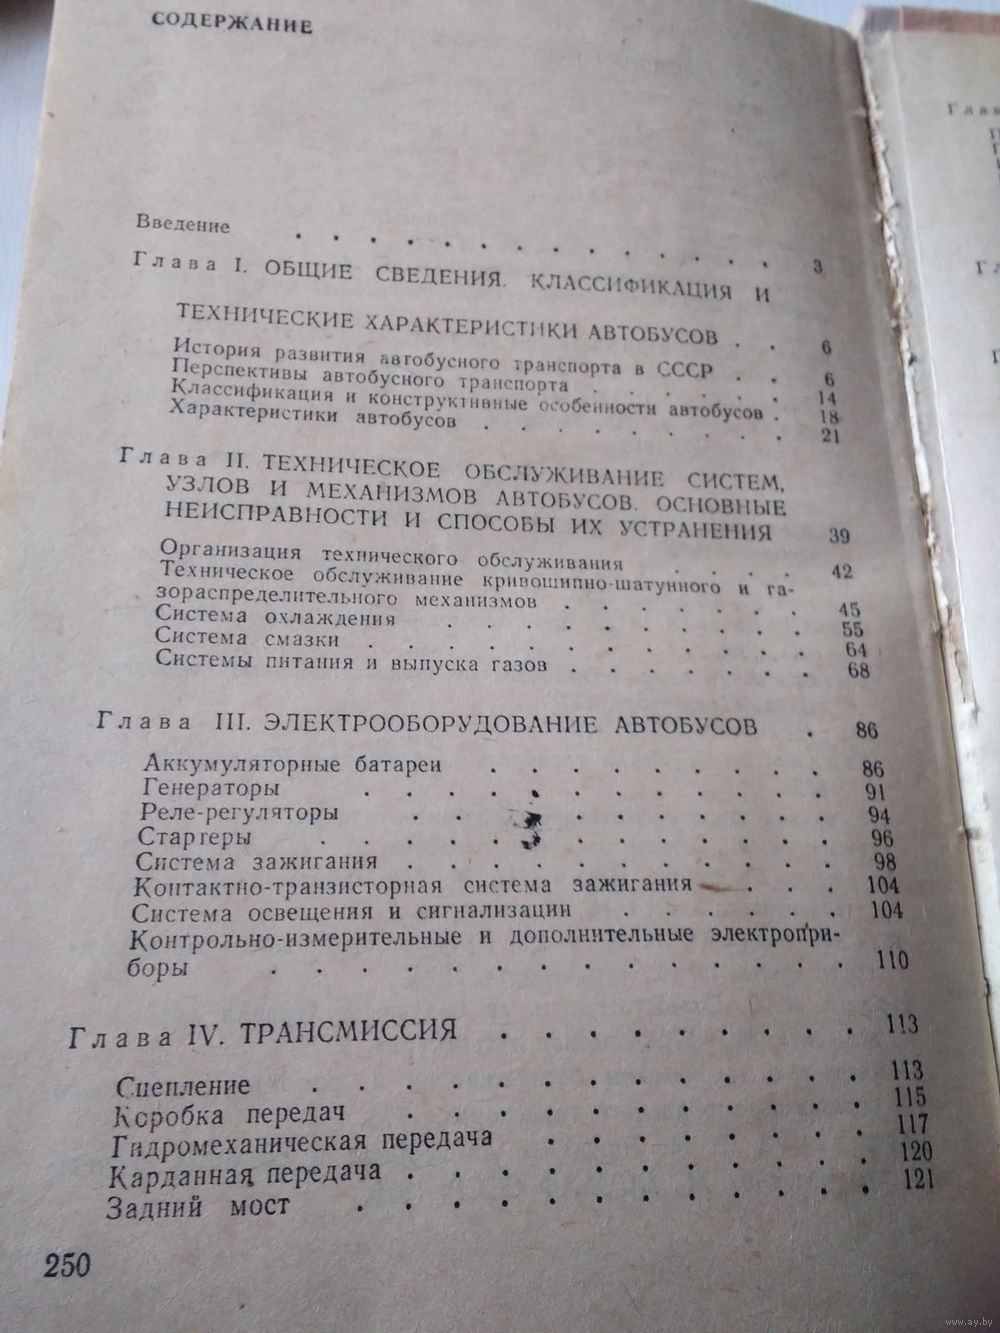 СОДЕРЖАНИЕ
Введение . . . . . . . . . . . . . 3
Глава I. ОБЩИЕ СВЕДЕНИЯ. КЛАССИФИКАЦИЯ И
ТЕХНИЧЕСКИЕ ХАРАКТЕРИСТИКИ АВТОБУСОВ . . 6
История развития автобусного транспорта в СССР . . 6
Перспективы автобусного транспорта . . . . . . 14
Классификация и конструктивные особенности автобусов . 18
Характеристики автобусов . . . . . . . . 21
Глава II. ТЕХНИЧЕСКОЕ ОБСЛУЖИВАНИЕ СИСТЕМ,
УЗЛОВ И МЕХАНИЗМОВ АВТОБУСОВ. ОСНОВНЫЕ
НЕИСПРАВНОСТИ И СПОСОБЫ ИХ УСТРАНЕНИЯ 39
Организация технического обслуживания . . . . 42
Техническое обслуживание кривошипно-шатунного и га-
зораспределительного механизмов . . . . . . . 45
Система охлаждения . . . . . . . . . . 55
Система смазки . . . . . . . . . . . . 64
Системы питания и выпуска газов . . . . . . . 68
Глава III. ЭЛЕКТРООБОРУДОВАНИЕ АВТОБУСОВ . 86
Аккумуляторные батареи . . . . . . . . . 86
Генераторы . . . . . . . . . . . . 91
Реле-регуляторы . . . . . . . . . . 94
Стартеры . . . . . . . . . . . . 96
Система зажигания . . . . . . . . . . . 98
Контактно-транзисторная система зажигания . . . 104
Система освещения и сигнализации . . . . . . 104
Контрольно-измерительные и дополнительные электропри-
боры . . . . . . . . . . . . . . . 110
Глава IV. ТРАНСМИССИЯ . . . . . . . . . 113
Сцепление . . . . . . . . . . . . . . 113
Коробка передач . . . . . . . . . . . 115
Гидромеханическая передача . . . . . . . . 117
Карданная передача . . . . . . . . . . . 120
Задний мост . . . . . . . . . . . . 121
250
www.ay.by